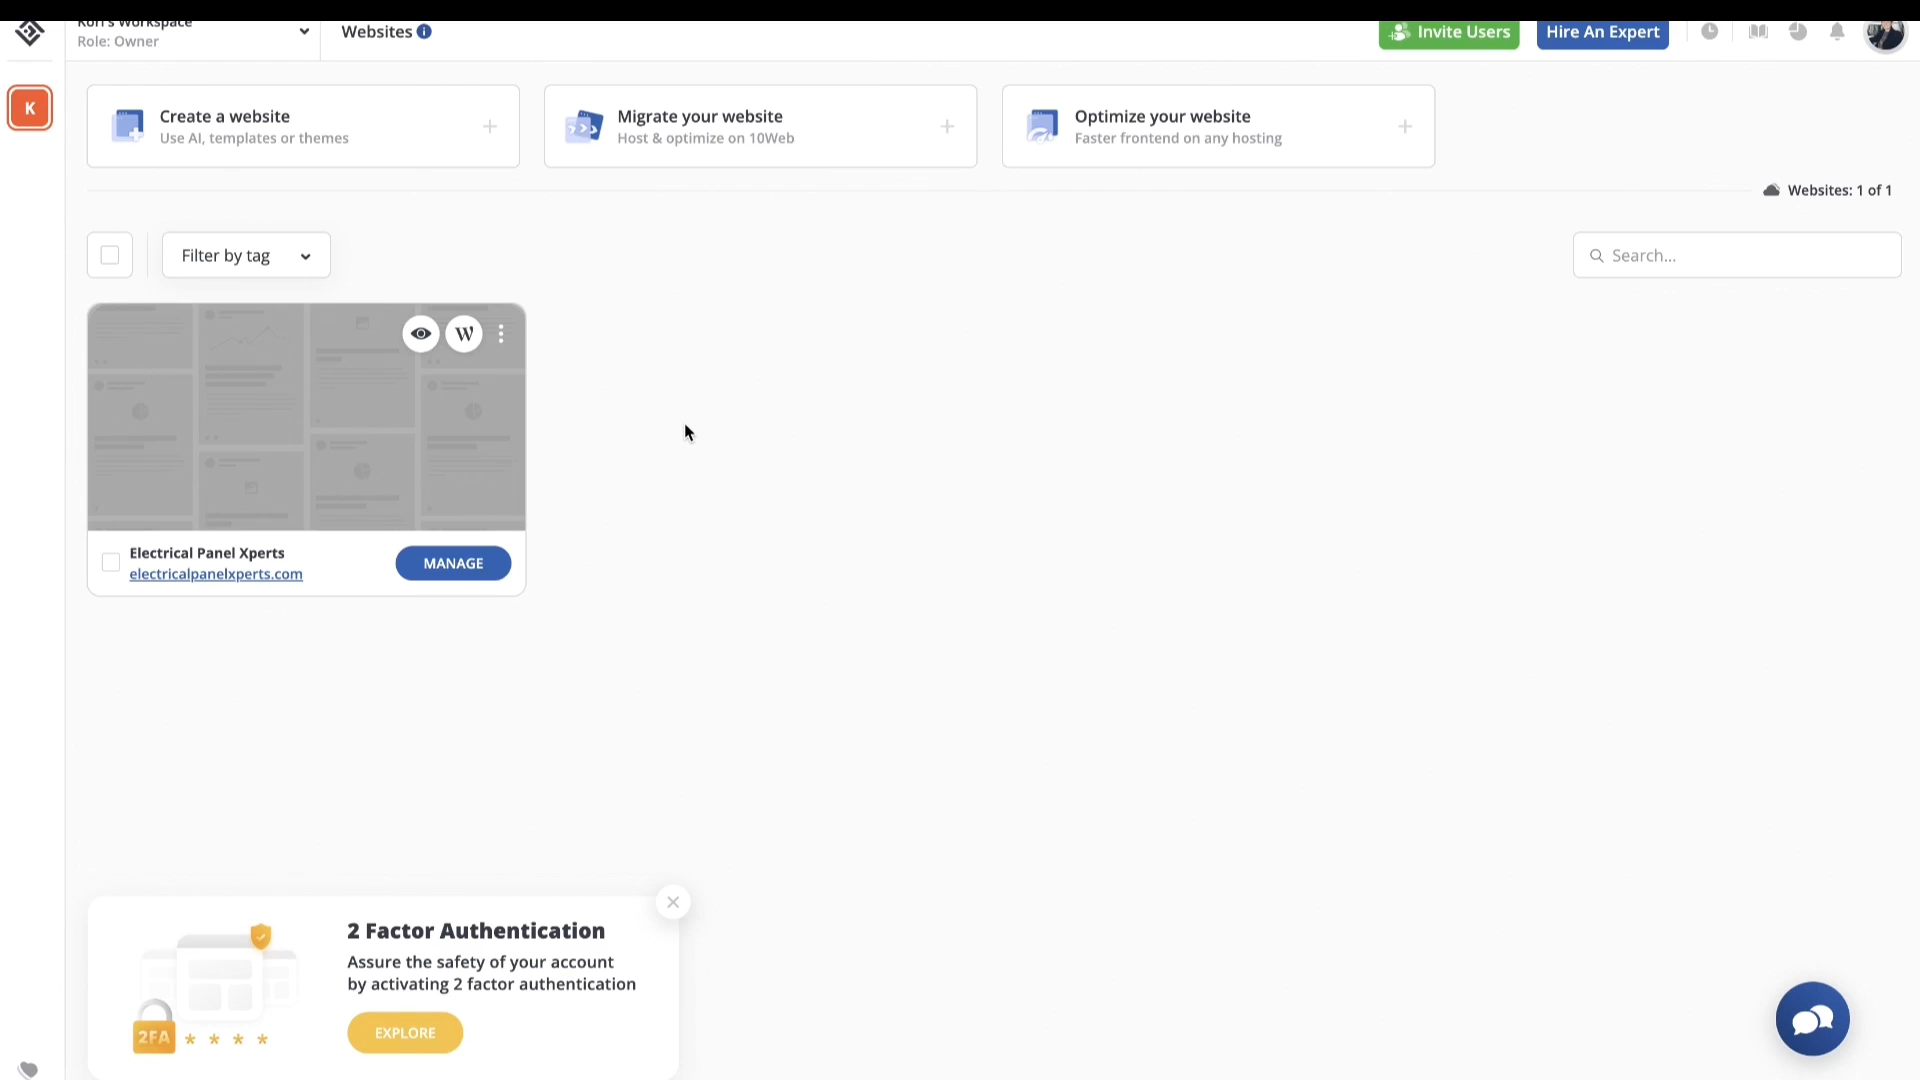 Kori's Workspace
Role: Owner
Websites
Invite Users
Hire An Expert
K
Create a website
Use AI, templates or themes
Migrate your website
Host & optimize on 10Web
Optimize your website
Faster frontend on any hosting
Websites: 1 of 1
Filter by tag
Search...
W
Electrical Panel Xperts
electricalpanelxperts.com
MANAGE
2 Factor Authentication
Assure the safety of your account
by activating 2 factor authentication
2FA * * * *
EXPLORE